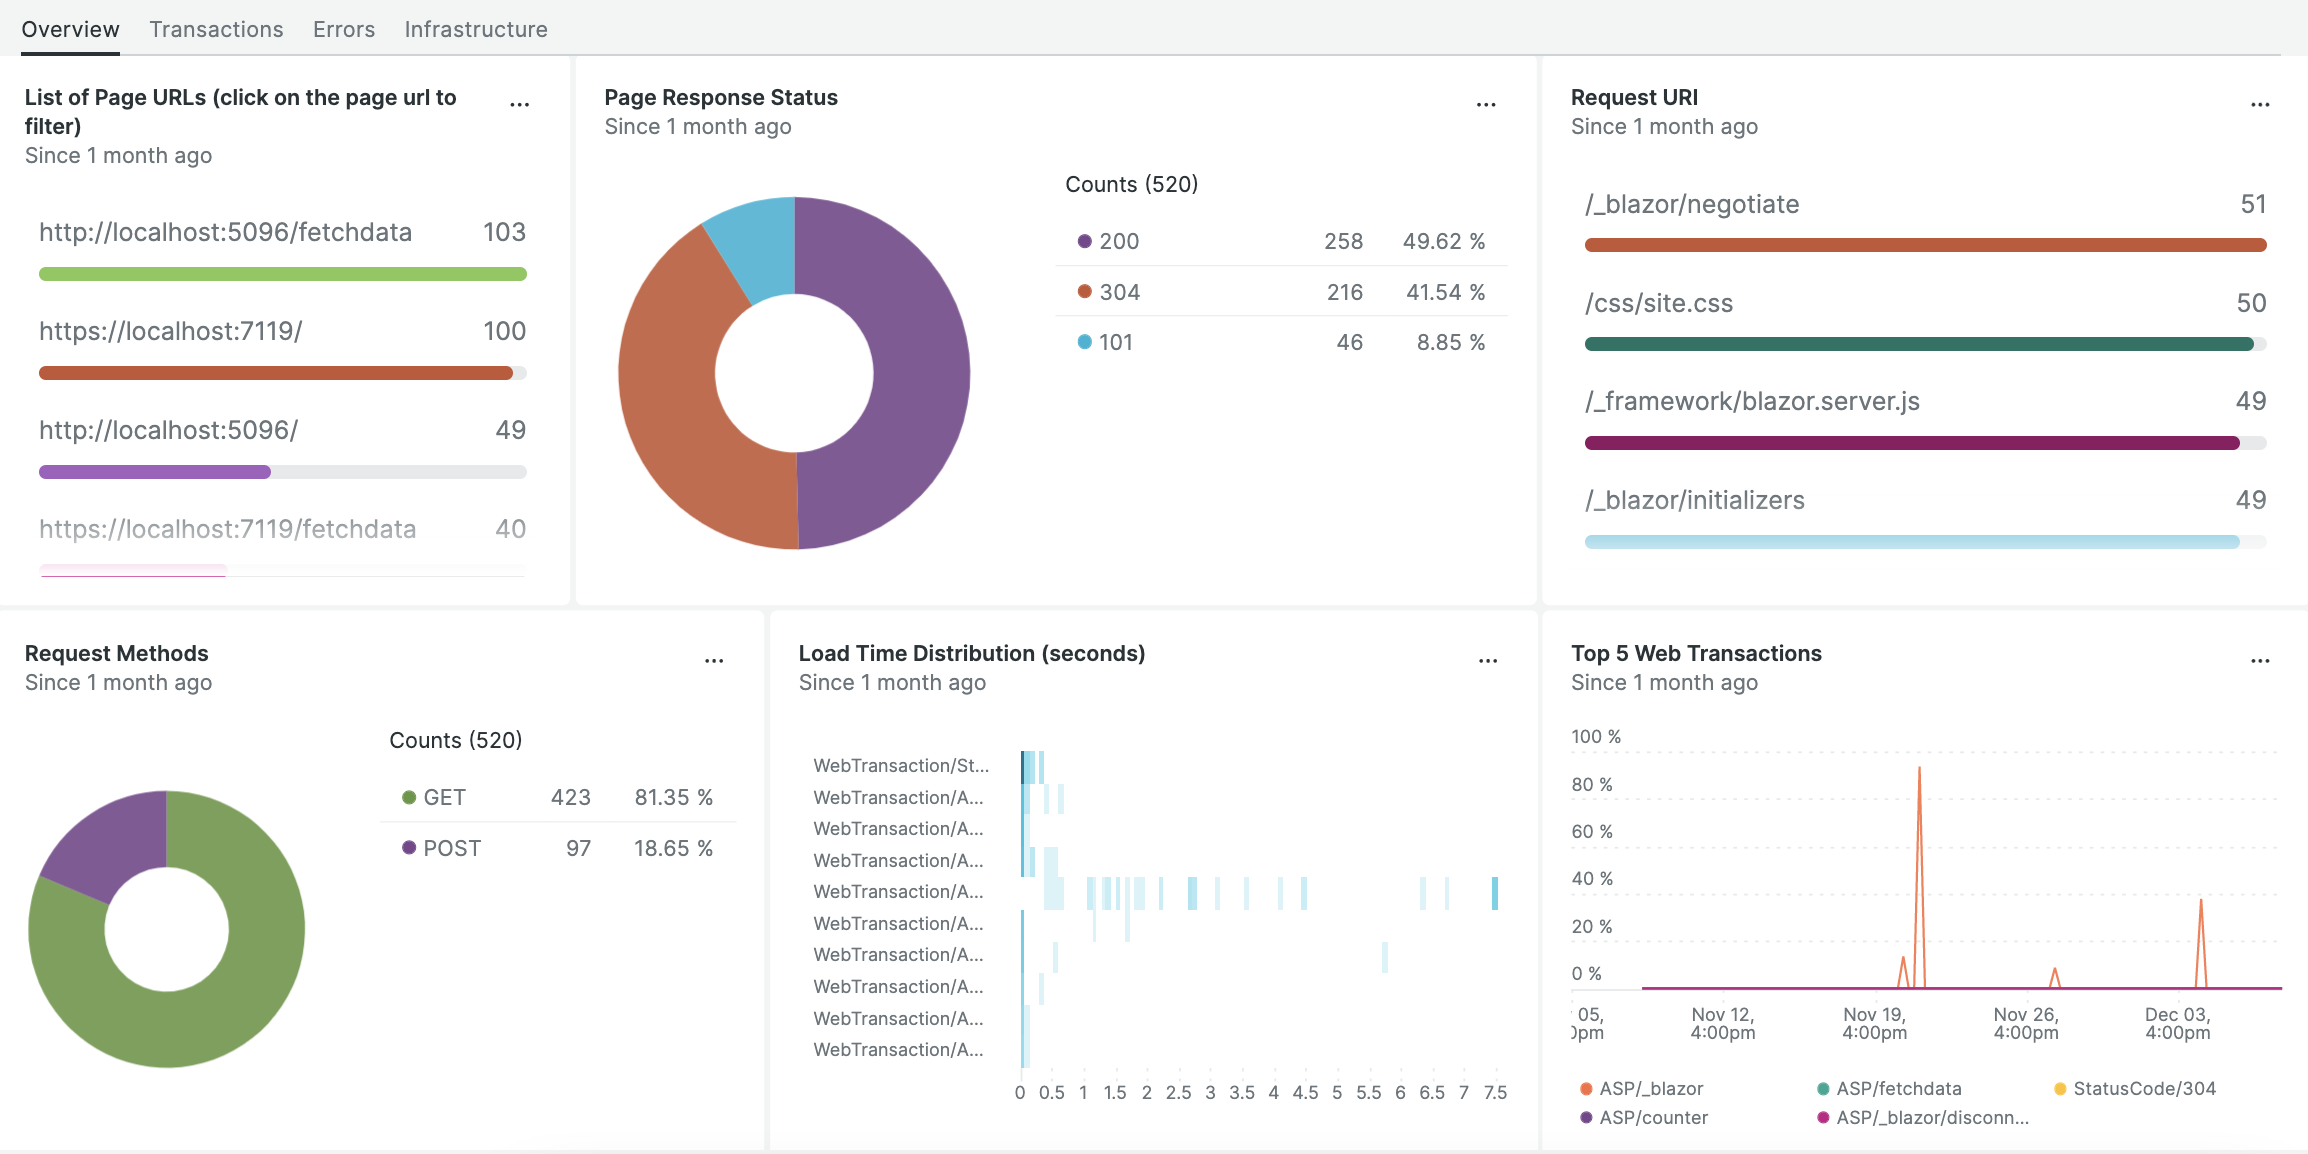 Overview Transactions Errors Infrastructure
List of Page URLs (click on the page url to
filter)
Since 1 month ago
http://localhost:5096/fetchdata 103
https://localhost:7119/ 100
http://localhost:5096/ 49
https://localhost:7119/fetchdata 40
Page Response Status
Since 1 month ago
Counts (520)
200 258 49.62 %
304 216 41.54 %
101 46 8.85 %
Request URI
Since 1 month ago
/_blazor/negotiate 51
/css/site.css 50
/_framework/blazor.server.js 49
/_blazor/initializers 49
Request Methods
Since 1 month ago
Counts (520)
GET 423 81.35 %
POST 97 18.65 %
Load Time Distribution (seconds)
Since 1 month ago
WebTransaction/St...
WebTransaction/A...
WebTransaction/A...
WebTransaction/A...
WebTransaction/A...
WebTransaction/A...
WebTransaction/A...
WebTransaction/A...
WebTransaction/A...
WebTransaction/A...
0 0.5 1 1.5 2 2.5 3 3.5 4 4.5 5 5.5 6 6.5 7 7.5
Top 5 Web Transactions
Since 1 month ago
100 %
80 %
60 %
40 %
20 %
0 %
05, Nov 12, Nov 19, Nov 26, Dec 03,
pm 4:00pm 4:00pm 4:00pm 4:00pm
ASP/_blazor ASP/fetchdata StatusCode/304
ASP/counter ASP/_blazor/disconn...